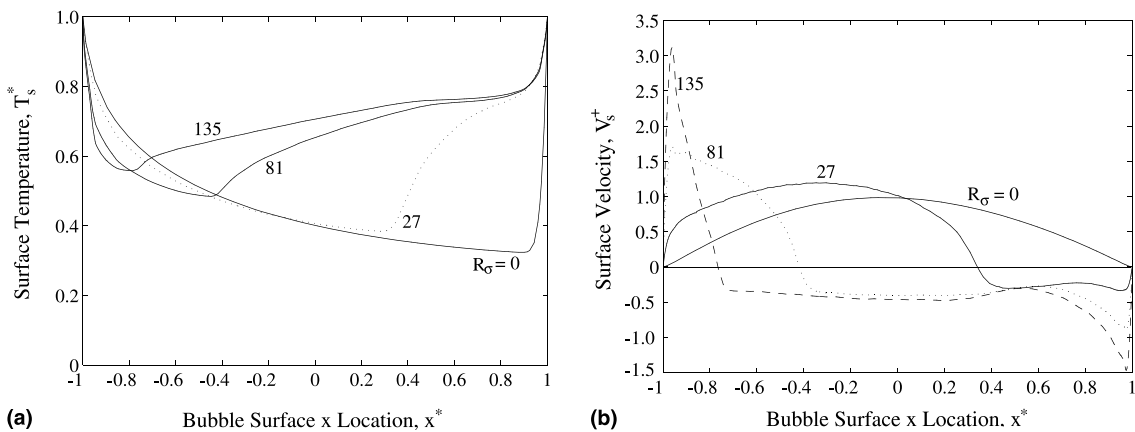 1.0
0.8
0.6
0.4
0.2
0
Surface Temperature, T_s^*
135
81
27
R_σ = 0
-1 -0.8 -0.6 -0.4 -0.2 0 0.2 0.4 0.6 0.8 1
(a) Bubble Surface x Location, x^*
3.5
3.0
2.5
2.0
1.5
1.0
0.5
0
-0.5
-1.0
-1.5
Surface Velocity, V_s^+
135
81
27
R_σ = 0
-1 -0.8 -0.6 -0.4 -0.2 0 0.2 0.4 0.6 0.8 1
(b) Bubble Surface x Location, x^*